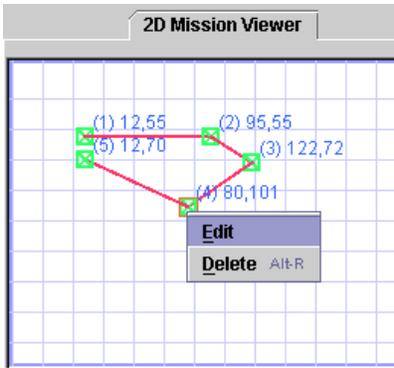 2D Mission Viewer
(1) 12,55
(2) 95,55
(5) 12,70
(3) 122,72
(4) 80,101
Edit
Delete Alt-R